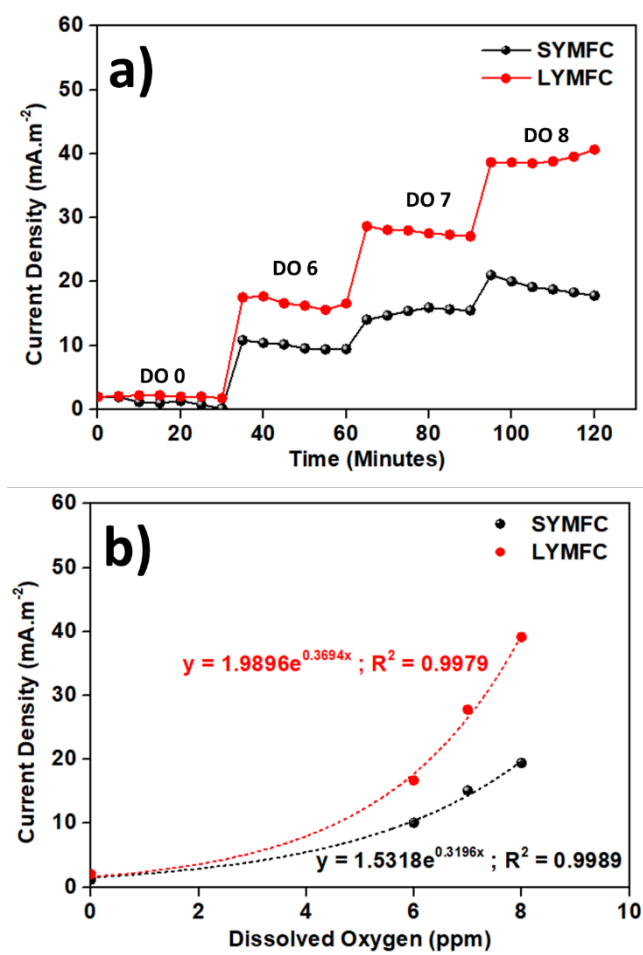 a)
SYMFC
LYMFC
DO 0
DO 6
DO 7
DO 8
Current Density (mA.m⁻²)
60
50
40
30
20
10
0
0 20 40 60 80 100 120
Time (Minutes)
b)
SYMFC
LYMFC
y = 1.9896e^0.3694x ; R² = 0.9979
y = 1.5318e^0.3196x ; R² = 0.9989
Current Density (mA.m⁻²)
60
50
40
30
20
10
0
0 2 4 6 8 10
Dissolved Oxygen (ppm)